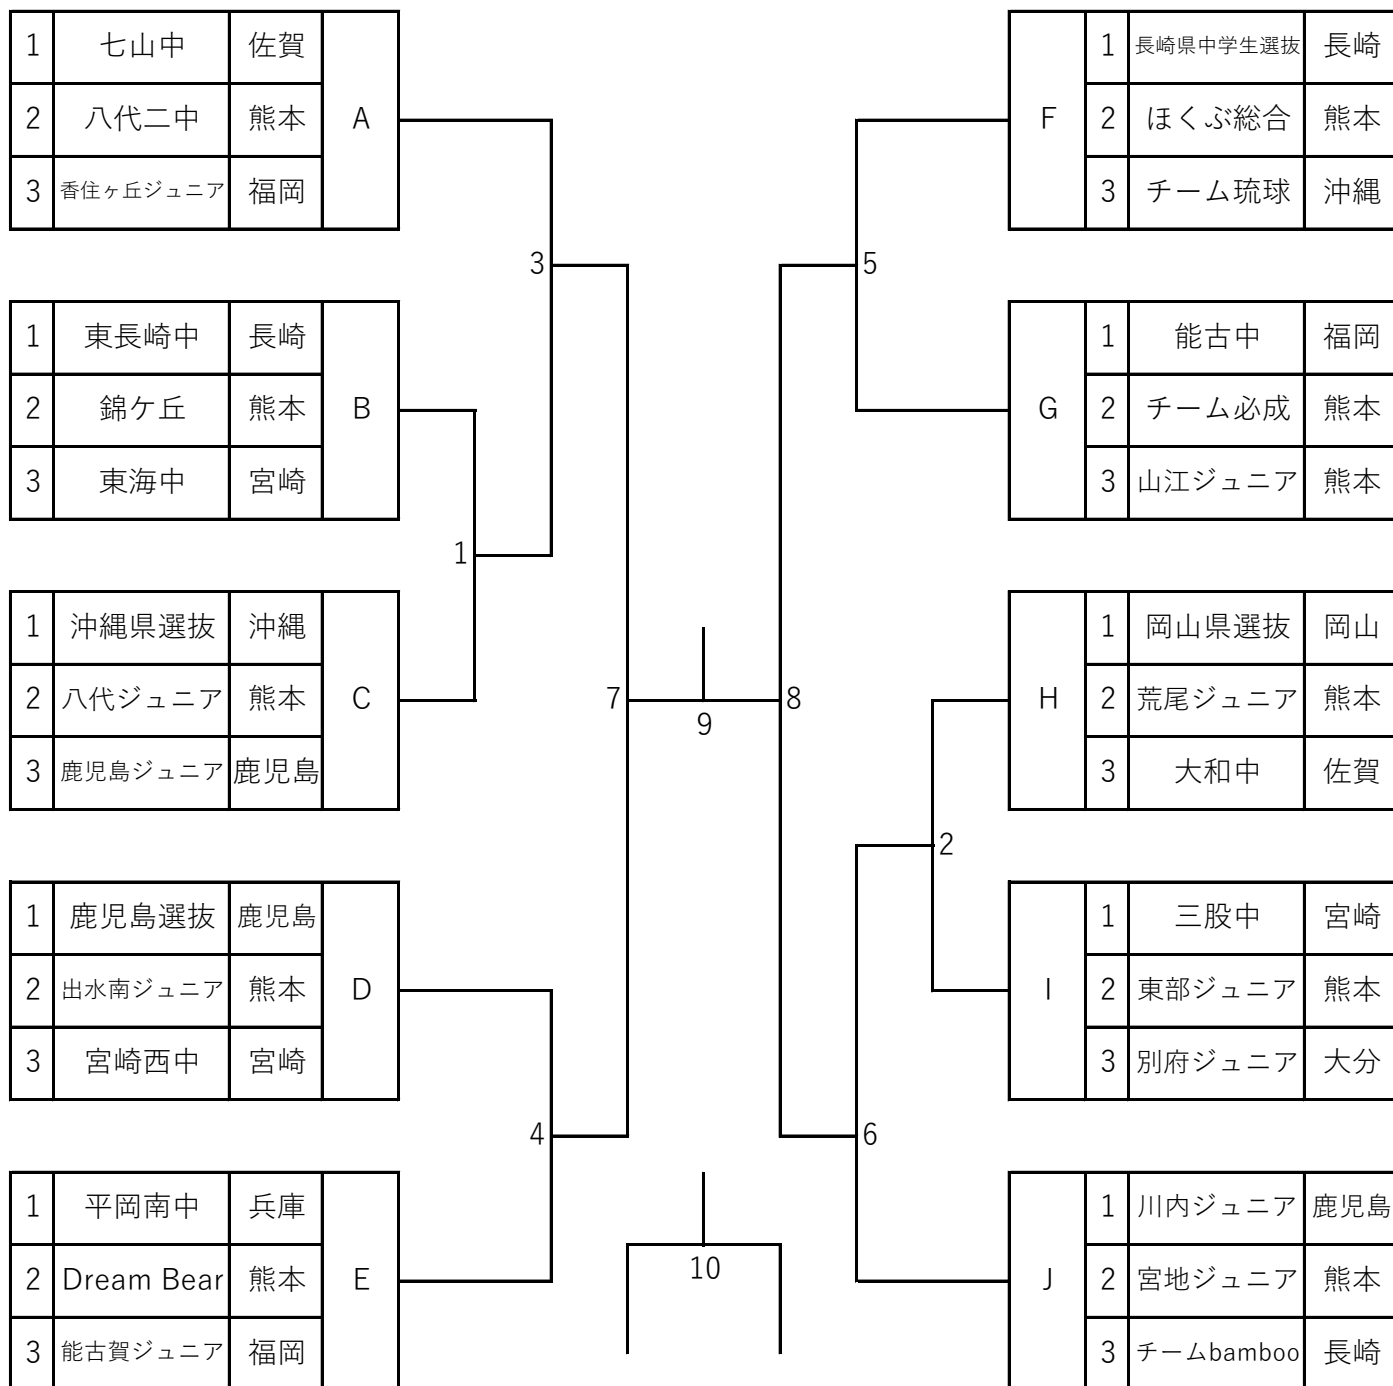 1 七山中 佐賀
2 八代二中 熊本 A
3 香住ヶ丘ジュニア 福岡
1 東長崎中 長崎
2 錦ケ丘 熊本 B
3 東海中 宮崎
1 沖縄県選抜 沖縄
2 八代ジュニア 熊本 C
3 鹿児島ジュニア 鹿児島
1 鹿児島選抜 鹿児島
2 出水南ジュニア 熊本 D
3 宮崎西中 宮崎
1 平岡南中 兵庫
2 Dream Bear 熊本 E
3 能古賀ジュニア 福岡
3
1
7
4
9
10
5
8
2
6
1 長崎県中学生選抜 長崎
F 2 ほくぶ総合 熊本
3 チーム琉球 沖縄
1 能古中 福岡
G 2 チーム必成 熊本
3 山江ジュニア 熊本
1 岡山県選抜 岡山
H 2 荒尾ジュニア 熊本
3 大和中 佐賀
1 三股中 宮崎
I 2 東部ジュニア 熊本
3 別府ジュニア 大分
1 川内ジュニア 鹿児島
J 2 宮地ジュニア 熊本
3 チームbamboo 長崎